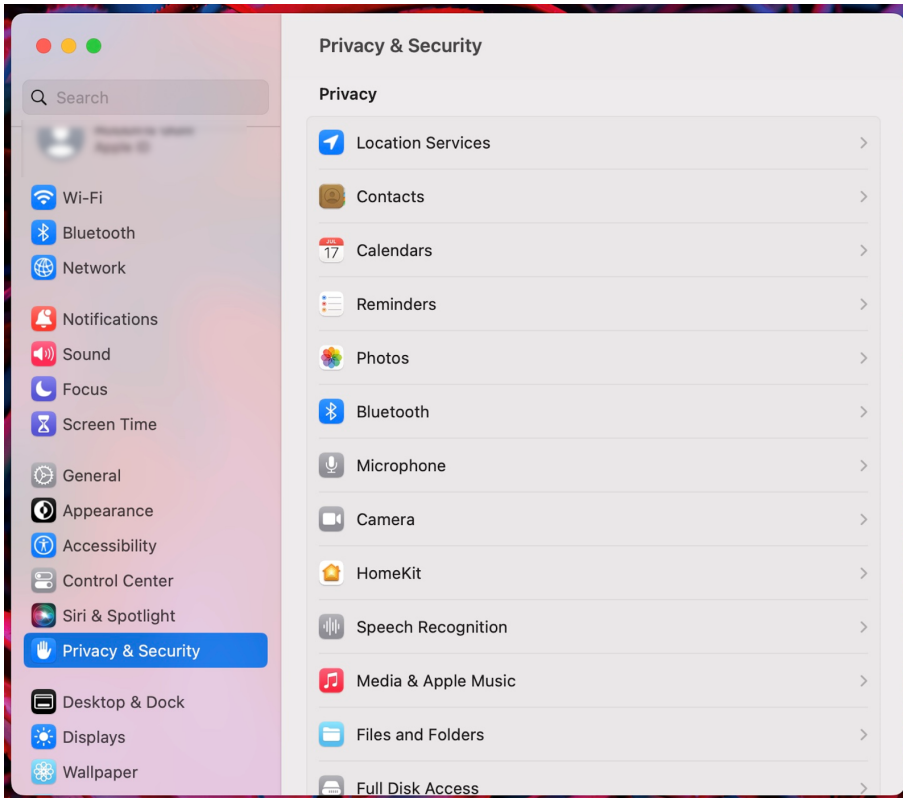 Privacy & Security
Search
Apple ID
Wi-Fi
Bluetooth
Network
Notifications
Sound
Focus
Screen Time
General
Appearance
Accessibility
Control Center
Siri & Spotlight
Privacy & Security
Desktop & Dock
Displays
Wallpaper
Privacy
Location Services
Contacts
JUL
17
Calendars
Reminders
Photos
Bluetooth
Microphone
Camera
HomeKit
Speech Recognition
Media & Apple Music
Files and Folders
Full Disk Access